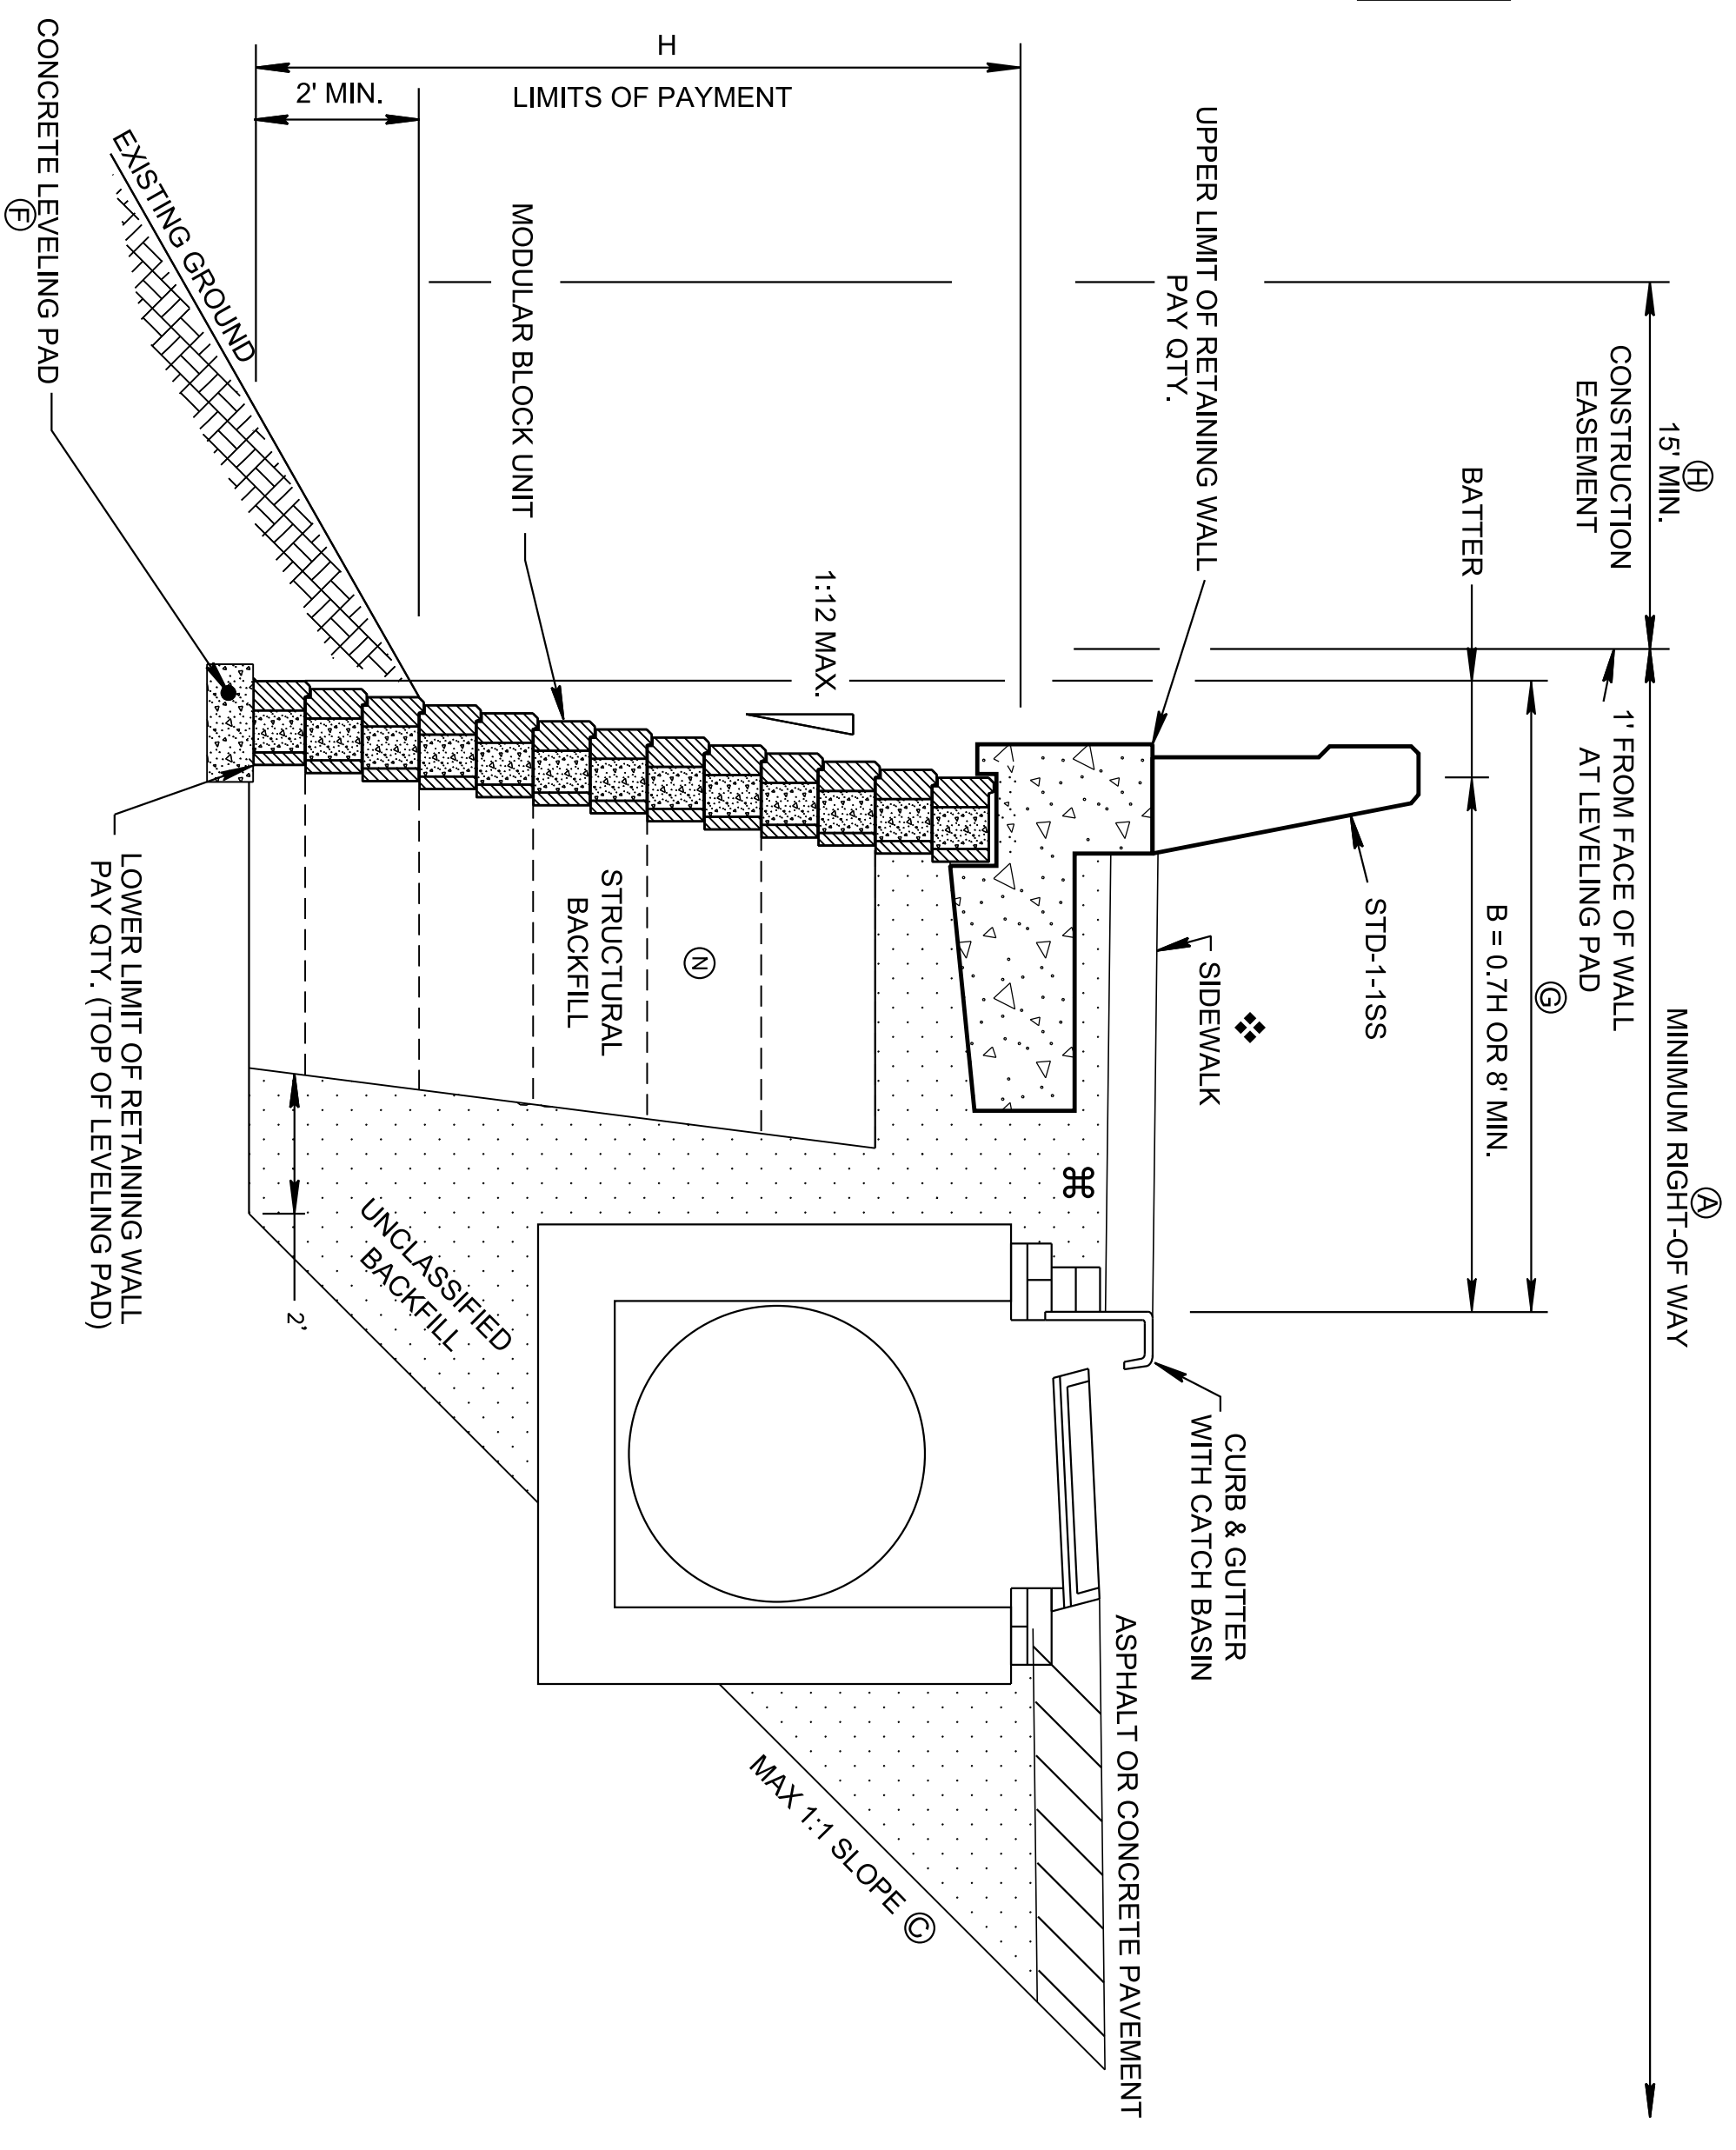 MINIMUM RIGHT-OF WAY
Ⓐ
Ⓗ
15' MIN.
CONSTRUCTION
EASEMENT
1' FROM FACE OF WALL
AT LEVELING PAD
Ⓖ
B = 0.7H OR 8' MIN.
BATTER
STD-1-1SS
SIDEWALK
CURB & GUTTER
WITH CATCH BASIN
UPPER LIMIT OF RETAINING WALL
PAY QTY.
ASPHALT OR CONCRETE PAVEMENT
⌘
1:12 MAX.
MAX 1:1 SLOPE Ⓒ
Ⓝ
STRUCTURAL
BACKFILL
MODULAR BLOCK UNIT
H
LIMITS OF PAYMENT
2' MIN.
UNCLASSIFIED
BACKFILL
2'
EXISTING GROUND
LOWER LIMIT OF RETAINING WALL
PAY QTY. (TOP OF LEVELING PAD)
CONCRETE LEVELING PAD
Ⓕ